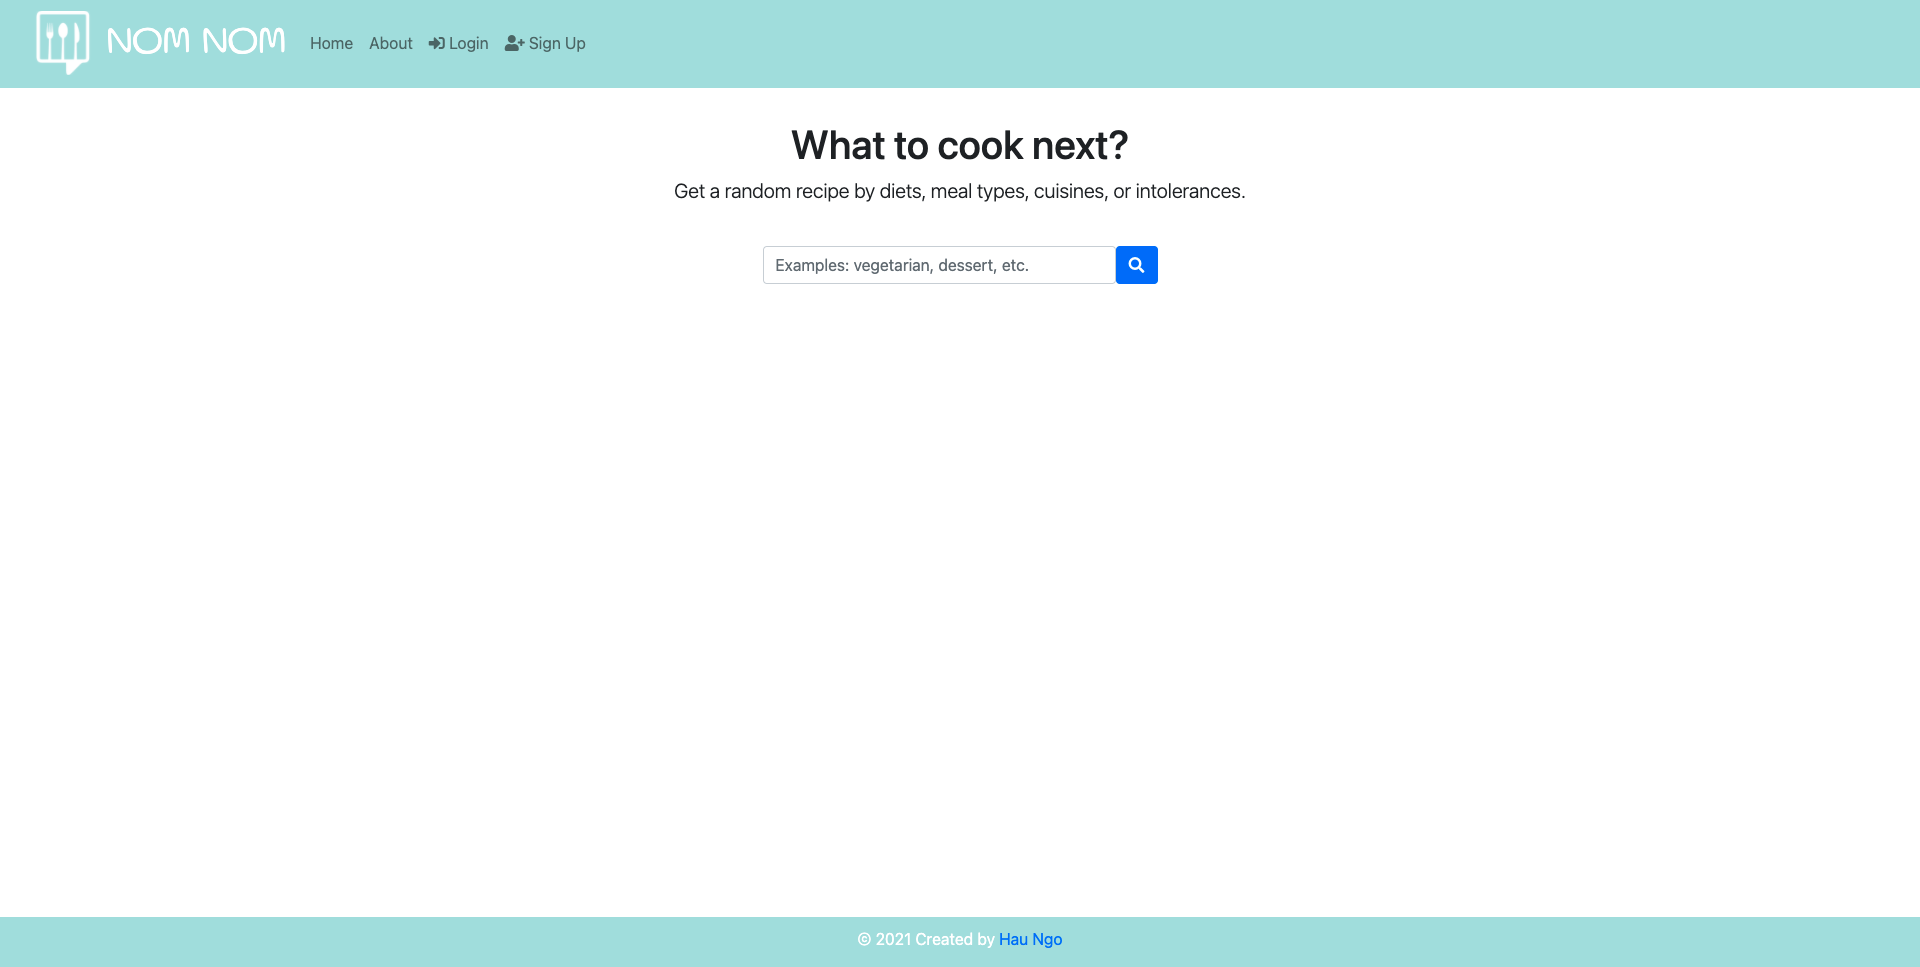 NOM NOM
Home About Login Sign Up
What to cook next?
Get a random recipe by diets, meal types, cuisines, or intolerances.
Examples: vegetarian, dessert, etc.
© 2021 Created by Hau Ngo